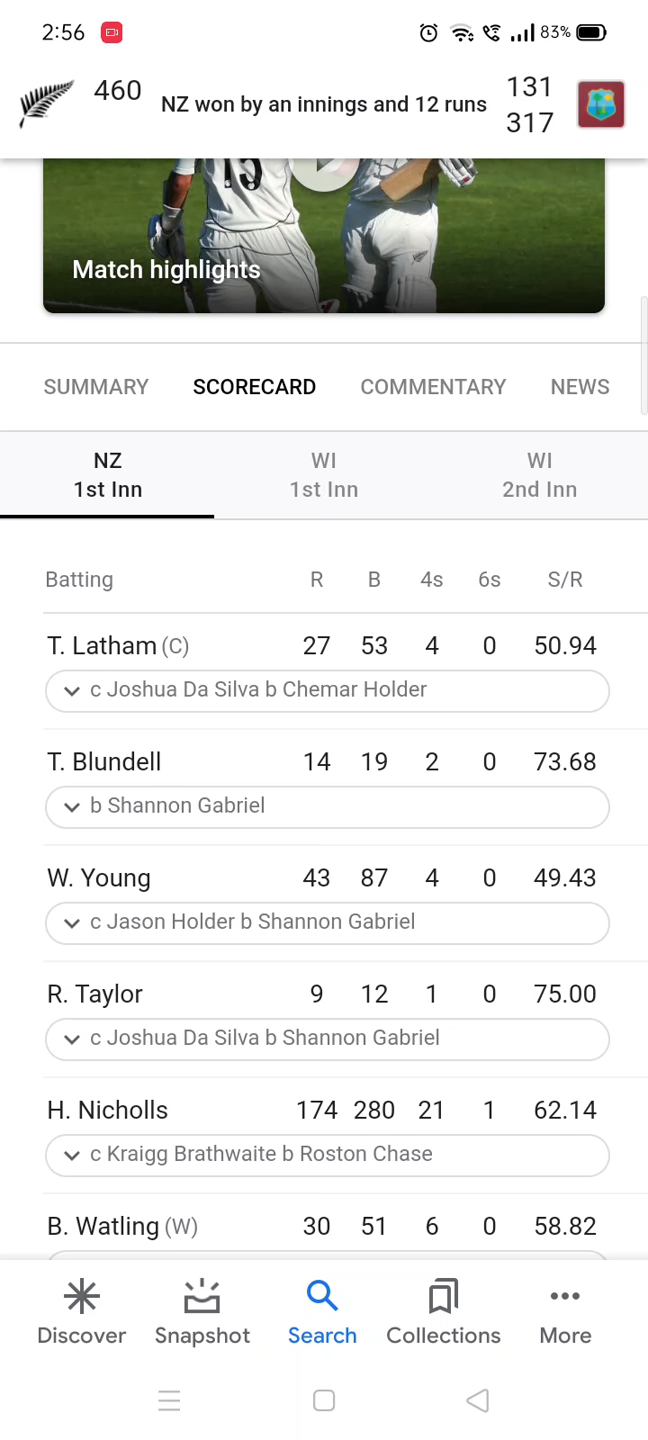 2:56 83%
460 NZ won by an innings and 12 runs 131
317
15
Match highlights
SUMMARY SCORECARD COMMENTARY NEWS
NZ WI WI
1st Inn 1st Inn 2nd Inn
Batting R B 4s 6s S/R
T. Latham (C) 27 53 4 0 50.94
c Joshua Da Silva b Chemar Holder
T. Blundell 14 19 2 0 73.68
b Shannon Gabriel
W. Young 43 87 4 0 49.43
c Jason Holder b Shannon Gabriel
R. Taylor 9 12 1 0 75.00
c Joshua Da Silva b Shannon Gabriel
H. Nicholls 174 280 21 1 62.14
c Kraigg Brathwaite b Roston Chase
B. Watling (W) 30 51 6 0 58.82
Discover Snapshot Search Collections More